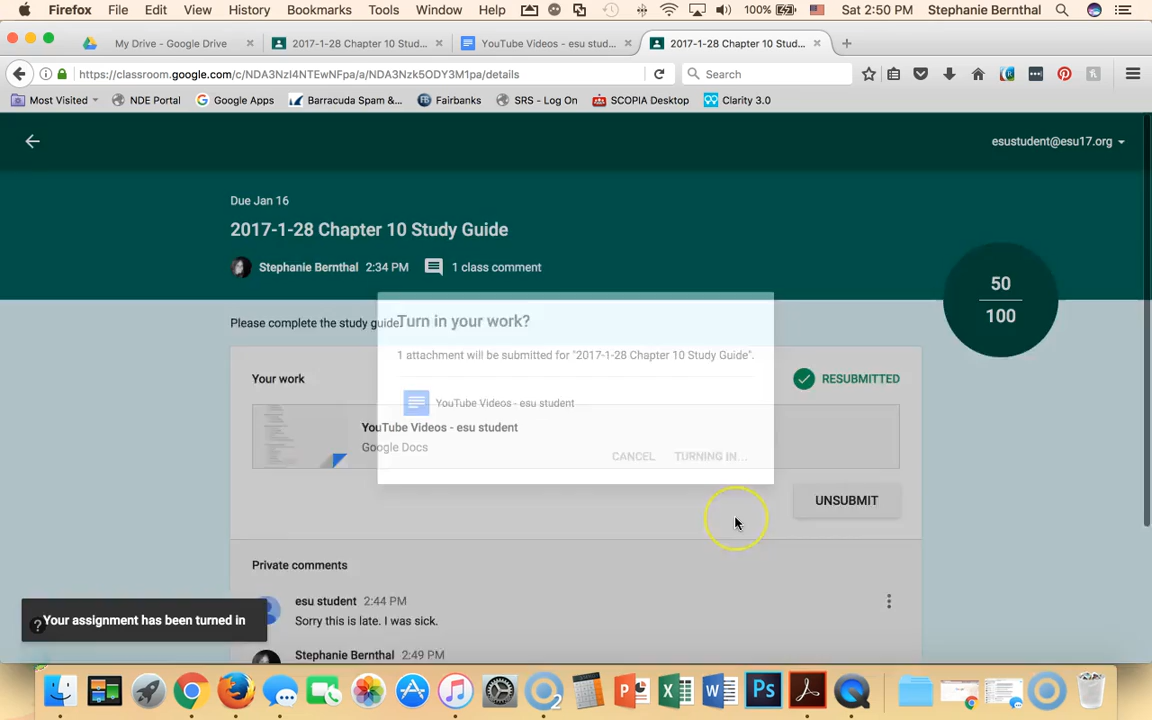 Firefox File Edit View History Bookmarks Tools Window Help 100% Sat 2:50 PM Stephanie Bernthal
My Drive - Google Drive × 2017-1-28 Chapter 10 Stud... × YouTube Videos - esu stud... × 2017-1-28 Chapter 10 Stud... ×
https://classroom.google.com/c/NDA3NzI4NTEwNFpa/a/NDA3Nzk5ODY3M1pa/details Search
Most Visited NDE Portal Google Apps Barracuda Spam &... Fairbanks SRS - Log On SCOPIA Desktop Clarity 3.0
esustudent@esu17.org
Due Jan 16
2017-1-28 Chapter 10 Study Guide
Stephanie Bernthal 2:34 PM 1 class comment
50
100
Please complete the study guide
Turn in your work?
1 attachment will be submitted for "2017-1-28 Chapter 10 Study Guide".
Your work
RESUBMITTED
YouTube Videos - esu student
YouTube Videos - esu student
Google Docs
CANCEL TURNING IN...
UNSUBMIT
Private comments
esu student 2:44 PM
Sorry this is late. I was sick.
Your assignment has been turned in
?
Stephanie Bernthal 2:49 PM
2